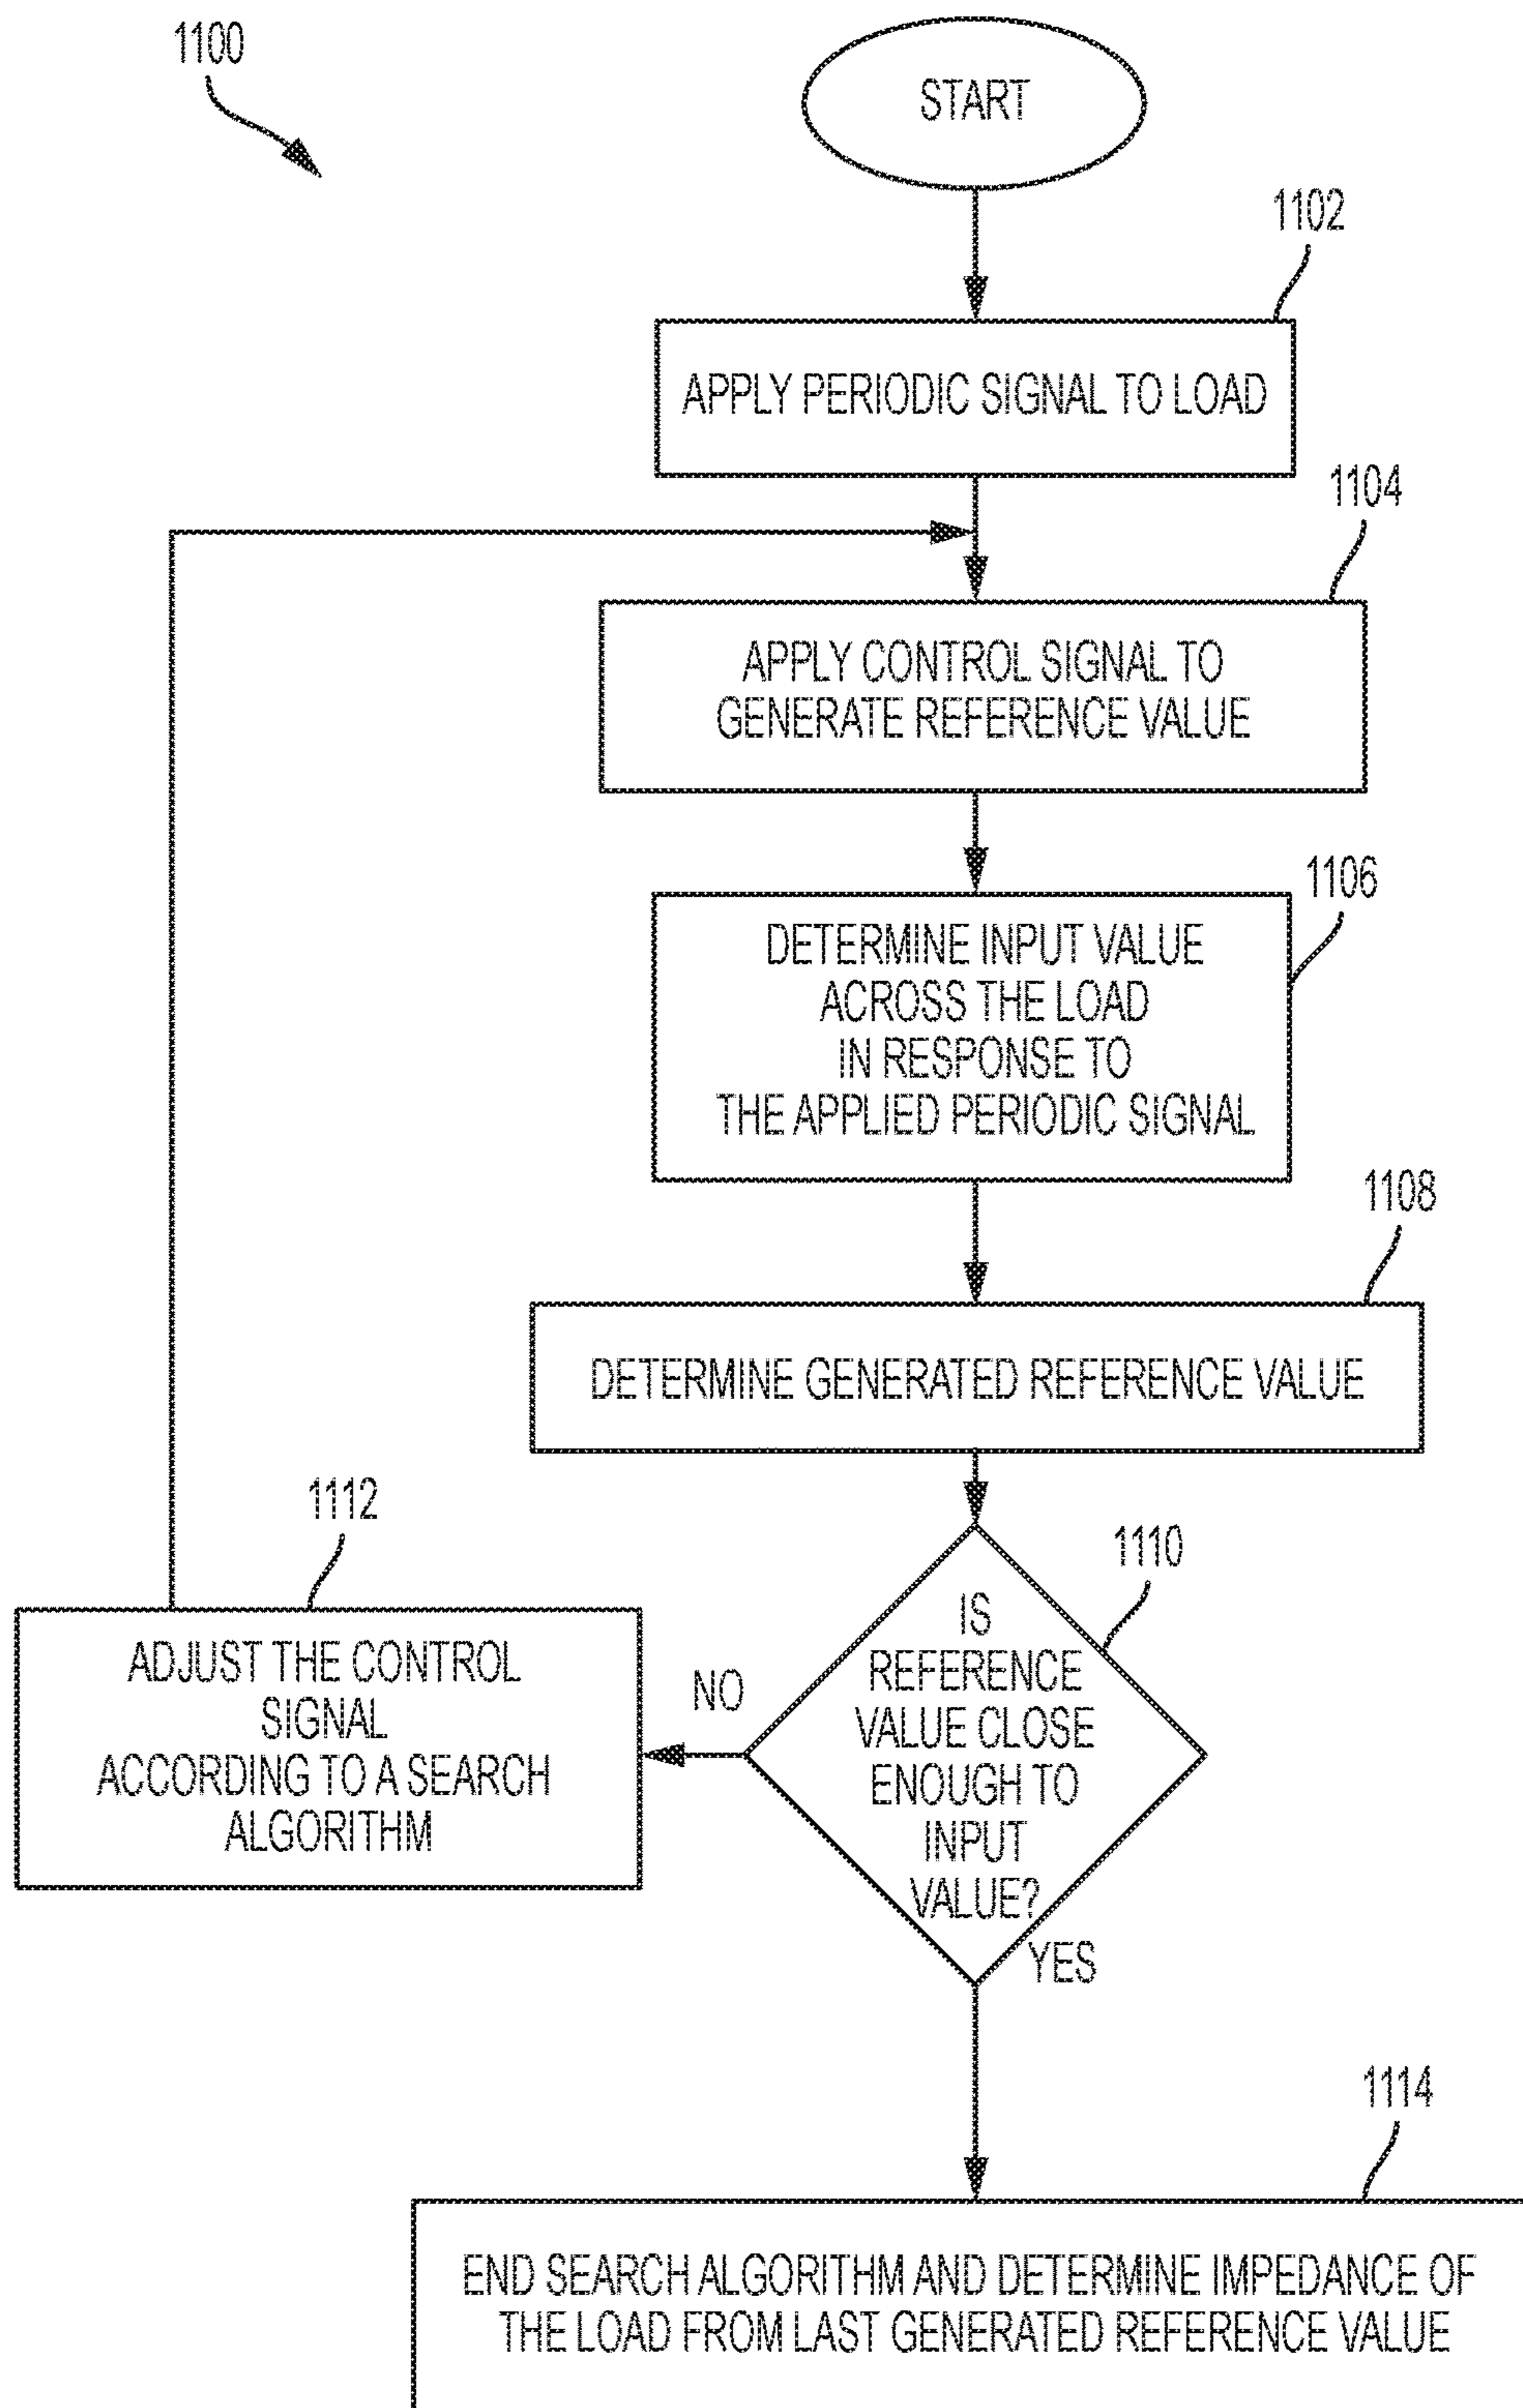 1100
START
1102
APPLY PERIODIC SIGNAL TO LOAD
1104
APPLY CONTROL SIGNAL TO
GENERATE REFERENCE VALUE
1106
DETERMINE INPUT VALUE
ACROSS THE LOAD
IN RESPONSE TO
THE APPLIED PERIODIC SIGNAL
1108
DETERMINE GENERATED REFERENCE VALUE
1110
IS
REFERENCE
VALUE CLOSE
ENOUGH TO
INPUT
VALUE?
NO
YES
1112
ADJUST THE CONTROL
SIGNAL
ACCORDING TO A SEARCH
ALGORITHM
1114
END SEARCH ALGORITHM AND DETERMINE IMPEDANCE OF
THE LOAD FROM LAST GENERATED REFERENCE VALUE